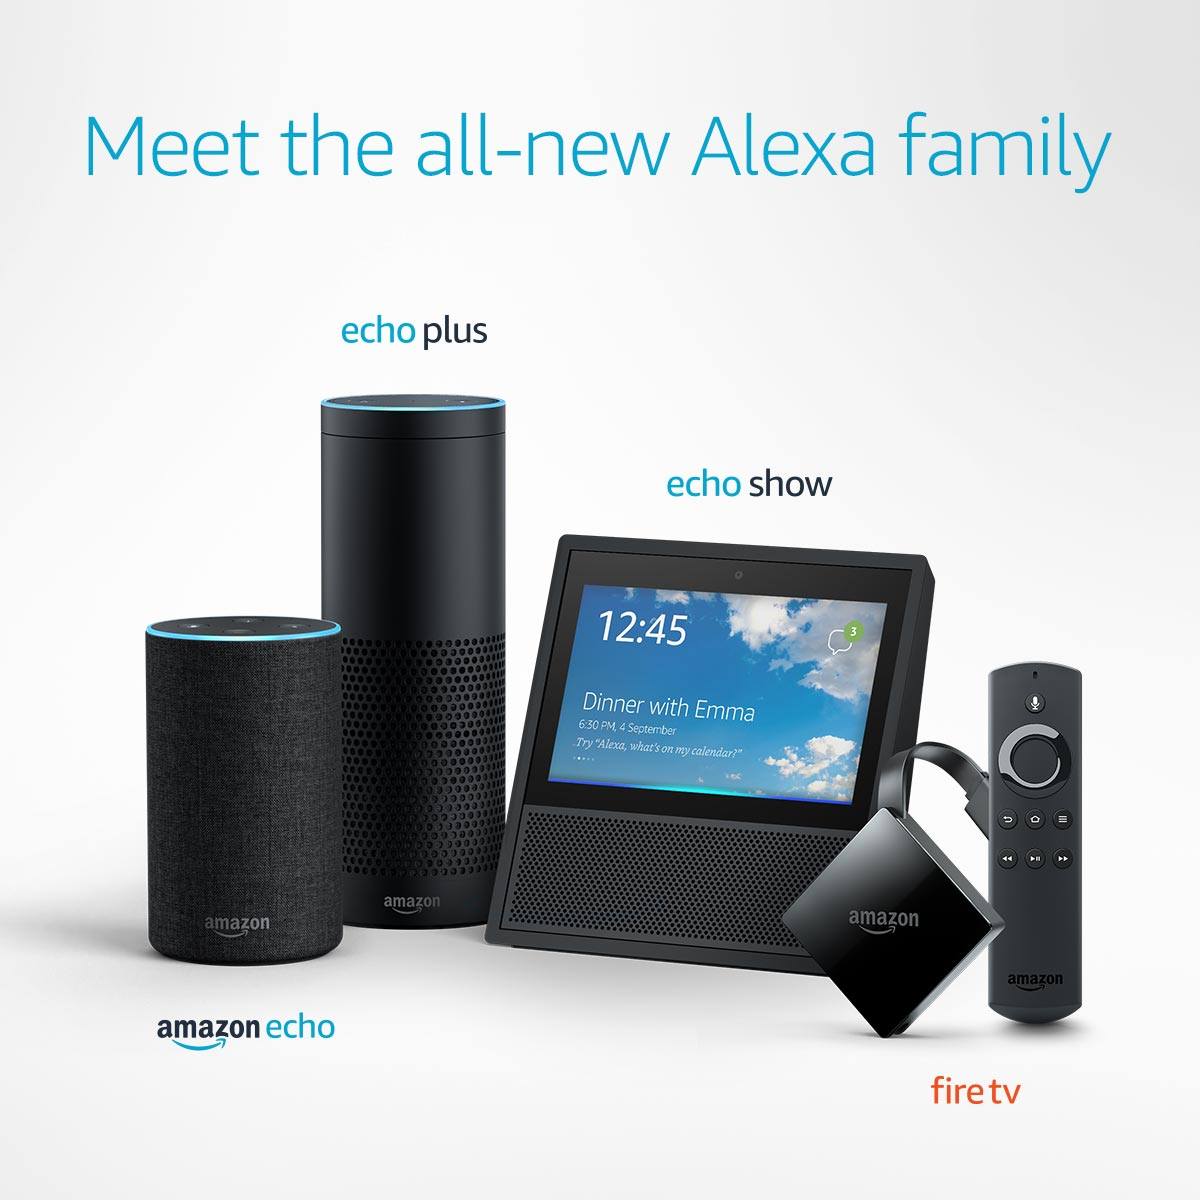 Meet the all-new Alexa family
echo plus
echo show
12:45
3
Dinner with Emma
6:30 PM, 4 September
Try “Alexa, what's on my calendar?”
amazon
amazon
amazon
amazon
amazon echo
fire tv